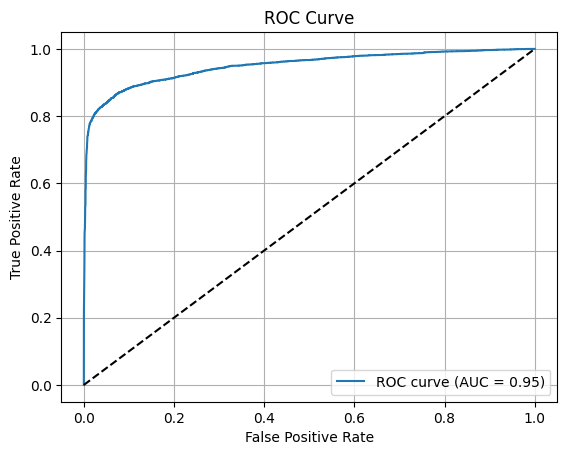 ROC Curve
True Positive Rate
1.0
0.8
0.6
0.4
0.2
0.0
ROC curve (AUC = 0.95)
0.0 0.2 0.4 0.6 0.8 1.0
False Positive Rate